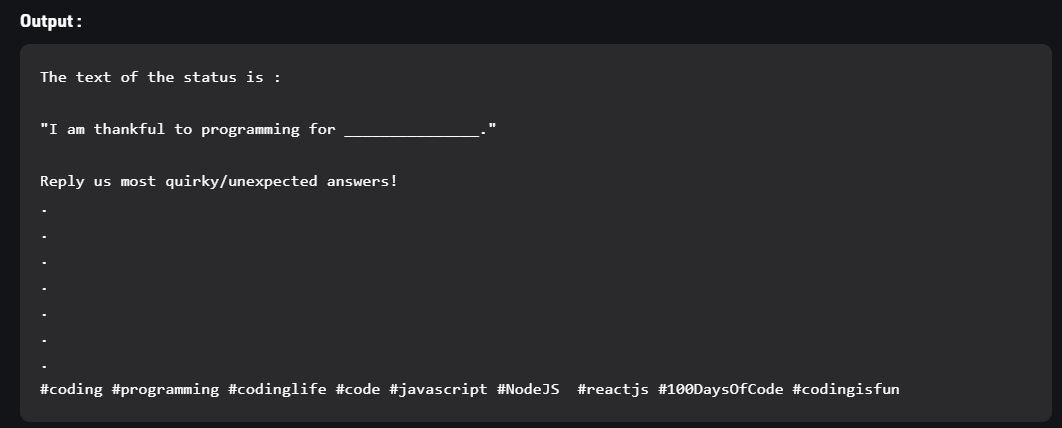 Output :
The text of the status is :
"I am thankful to programming for _______________."
Reply us most quirky/unexpected answers!
.
.
.
.
.
.
.
#coding #programming #codinglife #code #javascript #NodeJS  #reactjs #100DaysOfCode #codingisfun